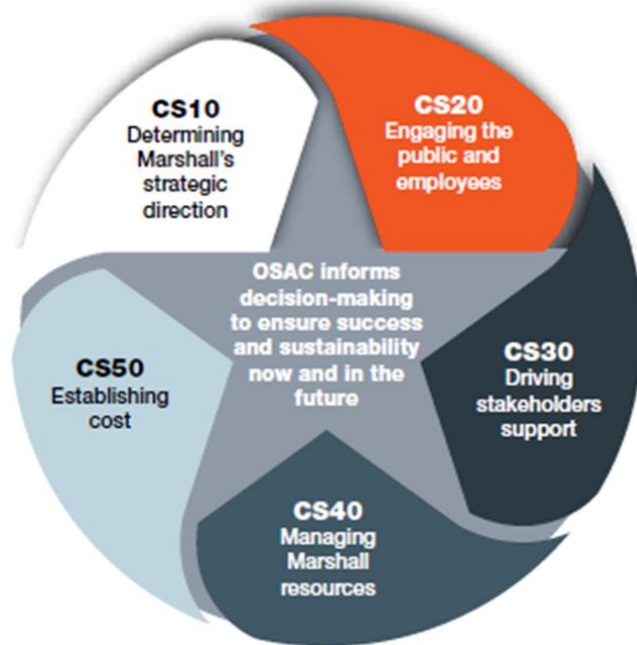 CS10
Determining
Marshall's
strategic
direction
CS20
Engaging the
public and
employees
OSAC informs
decision-making
to ensure success
and sustainability
now and in the
future
CS30
Driving
stakeholders
support
CS50
Establishing
cost
CS40
Managing
Marshall
resources